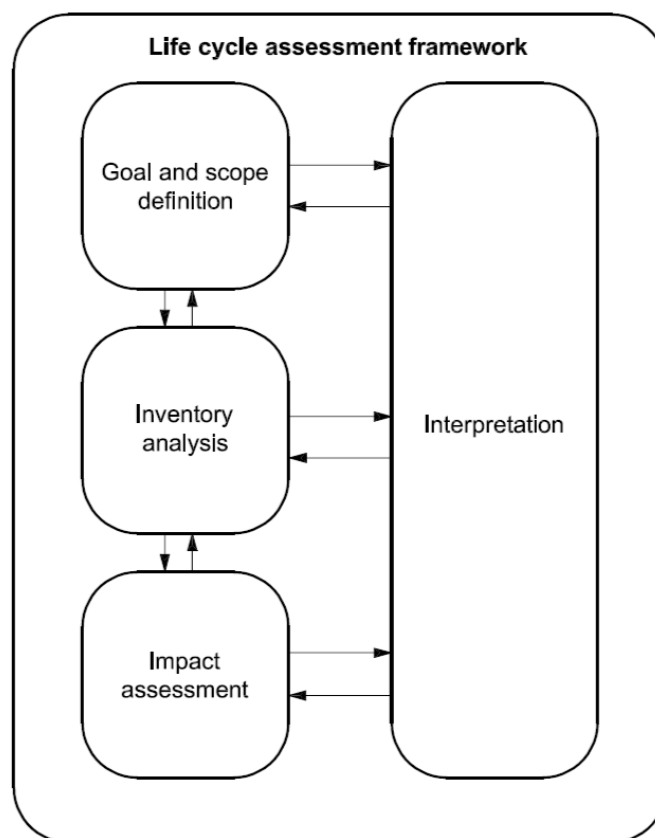 Life cycle assessment framework
Goal and scope
definition
Inventory
analysis
Interpretation
Impact
assessment